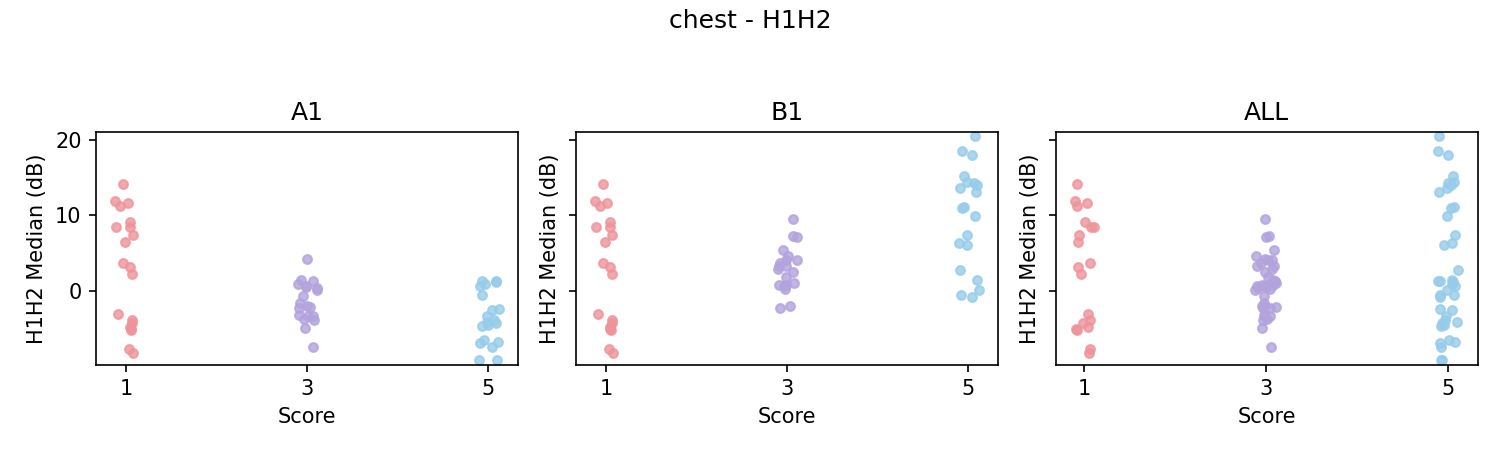 chest - H1H2
A1
B1
ALL
H1H2 Median (dB)
20
10
0
1
3
5
Score
H1H2 Median (dB)
1
3
5
Score
H1H2 Median (dB)
1
3
5
Score